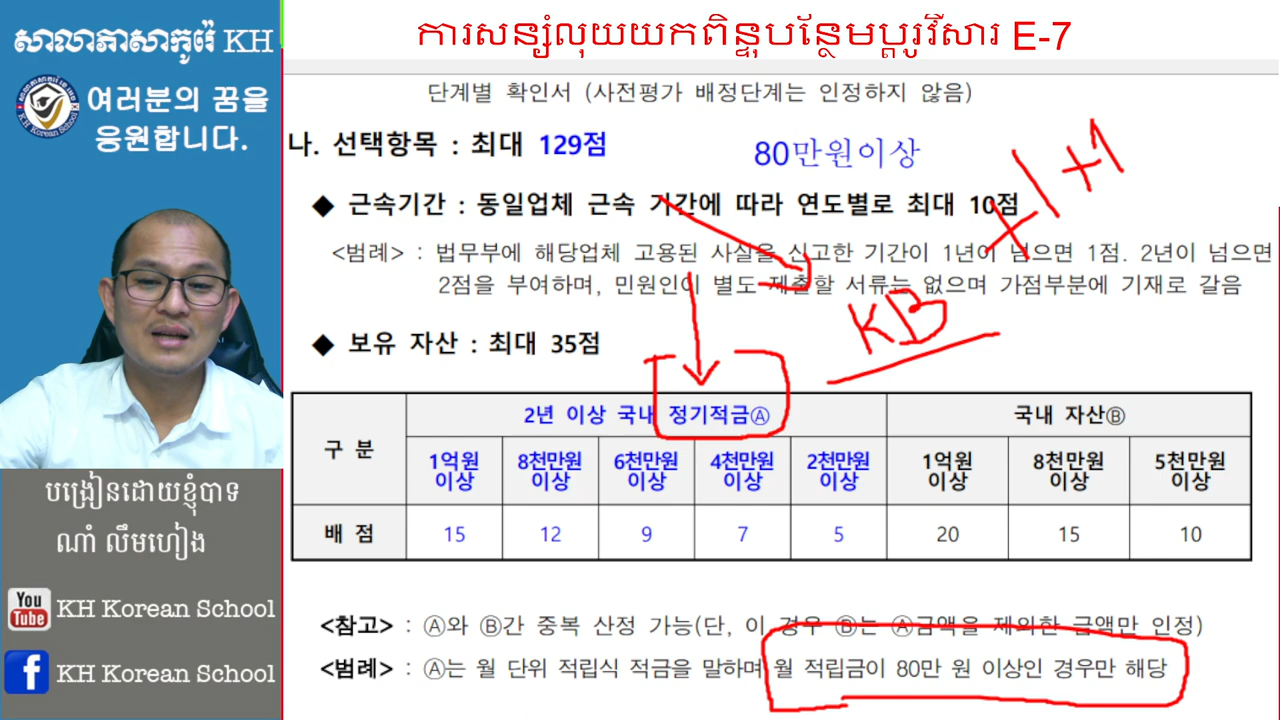 សាលាភាសាកូរ៉េ KH
여러분의 꿈을
응원합니다.
ការសន្សំលុយយកពិន្ទុបន្ថែមប្តូរវីសារ E-7
단계별 확인서 (사전평가 배정단계는 인정하지 않음)
나. 선택항목 : 최대 129점
80만원이상
+1 +1
◆ 근속기간 : 동일업체 근속 기간에 따라 연도별로 최대 10점
<범례> : 법무부에 해당업체 고용된 사실을 신고한 기간이 1년이 넘으면 1점. 2년이 넘으면
2점을 부여하며, 민원인이 별도 제출할 서류는 없으며 가점부분에 기재로 갈음
KB
◆ 보유 자산 : 최대 35점
구 분 2년 이상 국내 정기적금Ⓐ 국내 자산Ⓑ
1억원 이상 8천만원 이상 6천만원 이상 4천만원 이상 2천만원 이상 1억원 이상 8천만원 이상 5천만원 이상
배 점 15 12 9 7 5 20 15 10
<참고> : Ⓐ와 Ⓑ간 중복 산정 가능(단, 이 경우 Ⓑ는 Ⓐ금액을 제외한 금액만 인정)
<범례> : Ⓐ는 월 단위 적립식 적금을 말하며 월 적립금이 80만 원 이상인 경우만 해당
បង្រៀនដោយខ្ញុំបាទ
ណាំ លឹមហៀង
You Tube KH Korean School
f KH Korean School